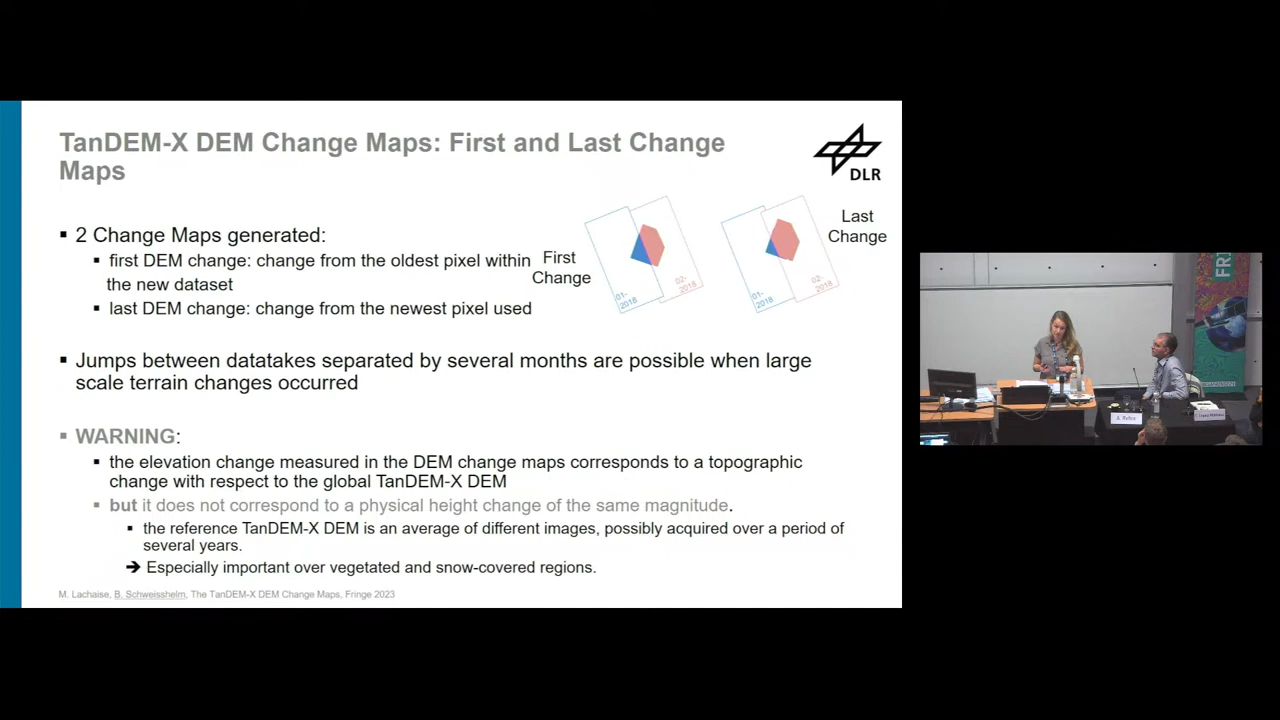 TanDEM-X DEM Change Maps: First and Last Change
Maps
DLR
▪ 2 Change Maps generated:
▪ first DEM change: change from the oldest pixel within
the new dataset
▪ last DEM change: change from the newest pixel used
First
Change
01-
2018
02-
2018
Last
Change
01-
2018
02-
2018
▪ Jumps between datatakes separated by several months are possible when large
scale terrain changes occurred
▪ WARNING:
▪ the elevation change measured in the DEM change maps corresponds to a topographic
change with respect to the global TanDEM-X DEM
▪ but it does not correspond to a physical height change of the same magnitude.
▪ the reference TanDEM-X DEM is an average of different images, possibly acquired over a period of
several years.
➔ Especially important over vegetated and snow-covered regions.
M. Lachaise, B. Schweisshelm, The TanDEM-X DEM Change Maps, Fringe 2023
FRI